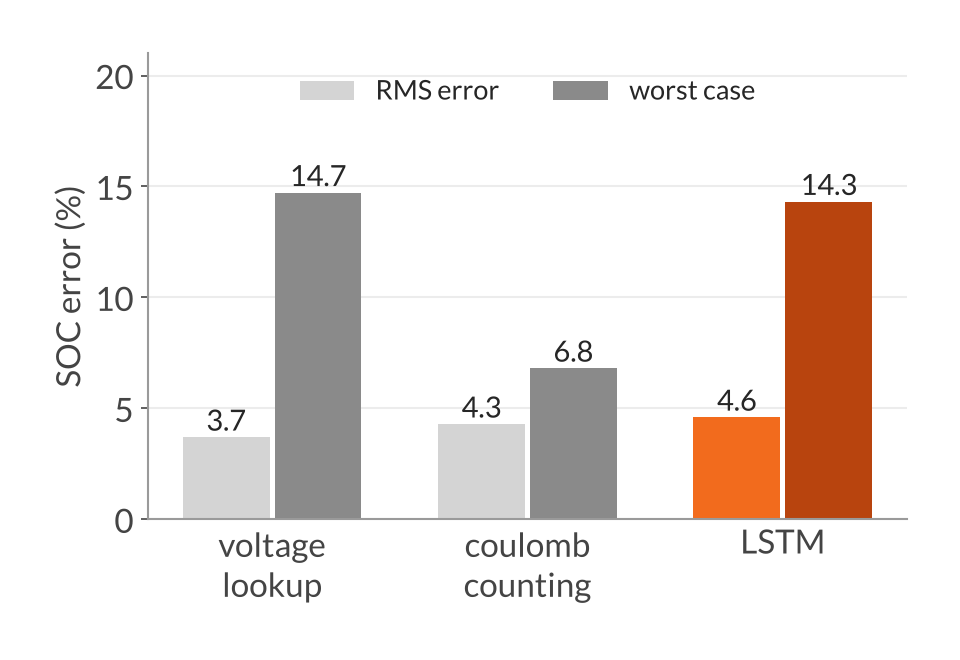 20
RMS error
worst case
15
10
5
0
SOC error (%)
14.7
3.7
4.3
6.8
4.6
14.3
voltage
lookup
coulomb
counting
LSTM